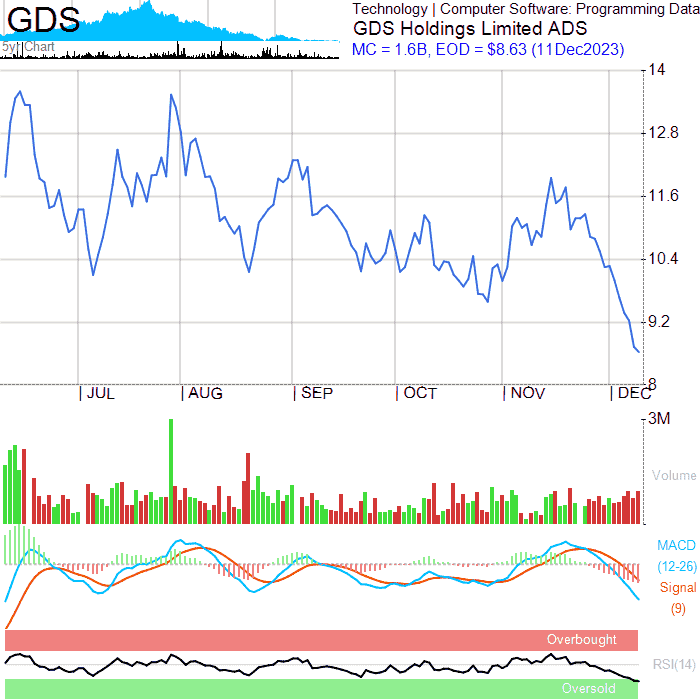 GDS
5yr Chart
Technology | Computer Software: Programming Data
GDS Holdings Limited ADS
MC = 1.6B, EOD = $8.63 (11Dec2023)
14
12.8
11.6
10.4
9.2
8
| JUL | AUG | SEP | OCT | NOV | DEC
3M
Volume
MACD
(12-26)
Signal
(9)
Overbought
RSI(14)
Oversold